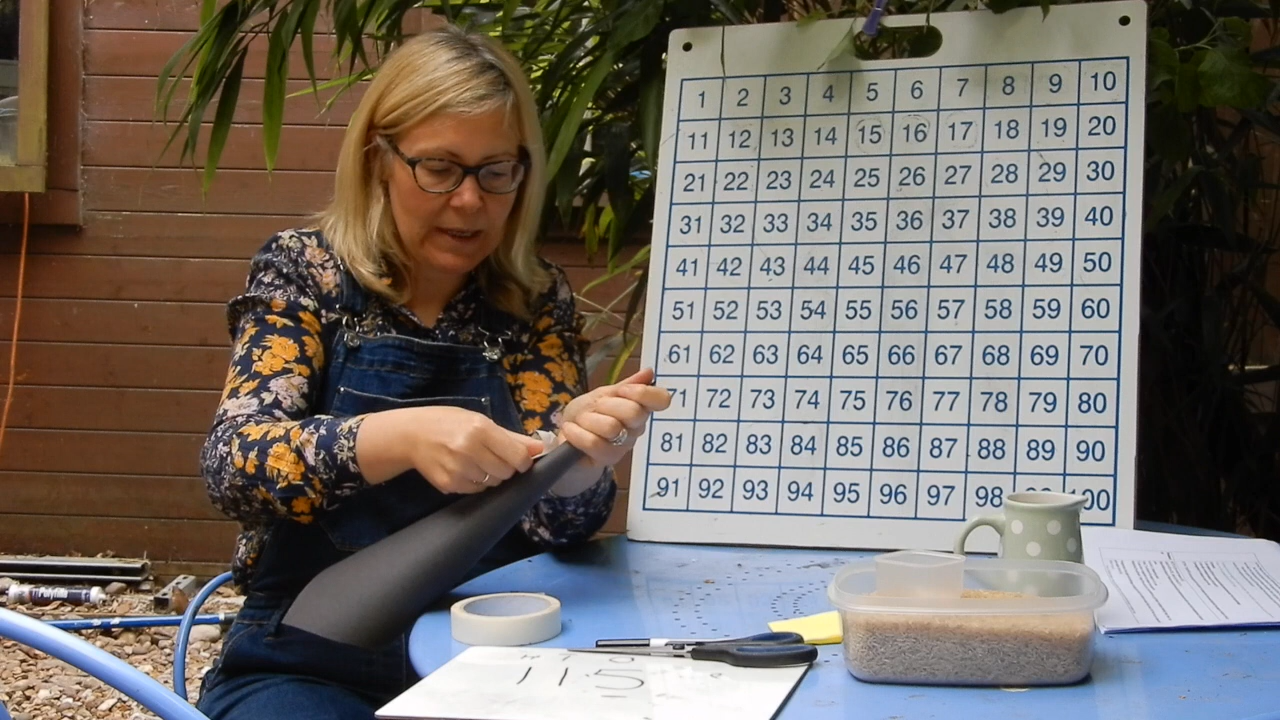 1 2 3 4 5 6 7 8 9 10
11 12 13 14 15 16 17 18 19 20
21 22 23 24 25 26 27 28 29 30
31 32 33 34 35 36 37 38 39 40
41 42 43 44 45 46 47 48 49 50
51 52 53 54 55 56 57 58 59 60
61 62 63 64 65 66 67 68 69 70
71 72 73 74 75 76 77 78 79 80
81 82 83 84 85 86 87 88 89 90
91 92 93 94 95 96 97 98 99 100
H T O
115